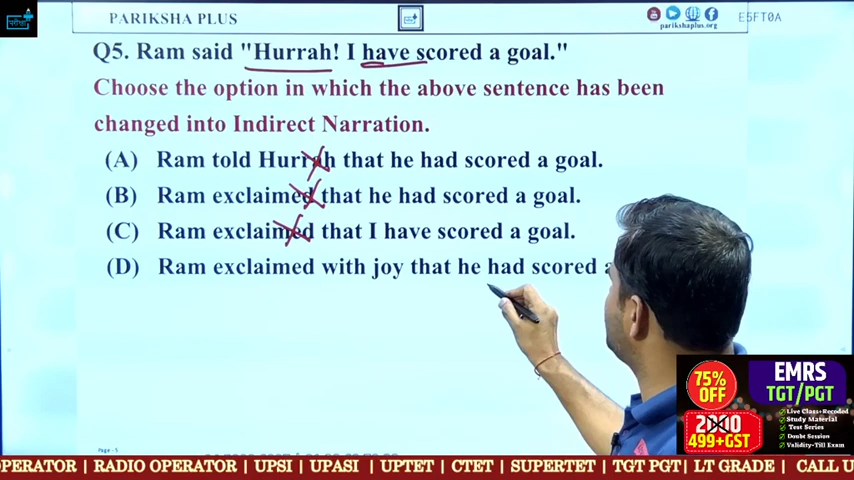 PARIKSHA PLUS
parikshaplus.org
E5FT0A
Q5. Ram said "Hurrah! I have scored a goal."
Choose the option in which the above sentence has been
changed into Indirect Narration.
(A) Ram told Hurrah that he had scored a goal.
(B) Ram exclaimed that he had scored a goal.
(C) Ram exclaimed that I have scored a goal.
(D) Ram exclaimed with joy that he had scored a
75% OFF
EMRS
TGT/PGT
2000
499+GST
Live Class+Recoded
Study Material
Test Series
Doubt Session
Validity-Till Exam
Page - 5
OPERATOR | RADIO OPERATOR | UPSI | UPASI | UPTET | CTET | SUPERTET | TGT PGT | LT GRADE | CALL U